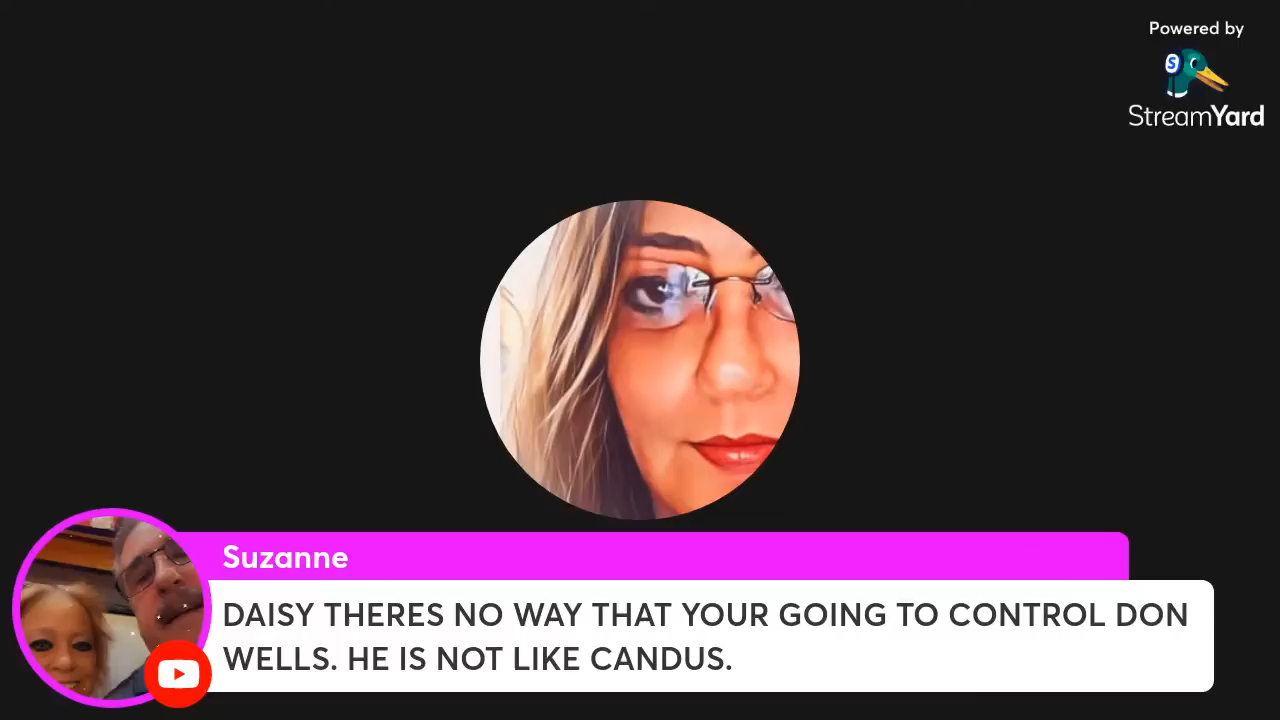 Powered by
StreamYard
Suzanne
DAISY THERES NO WAY THAT YOUR GOING TO CONTROL DON
WELLS. HE IS NOT LIKE CANDUS.